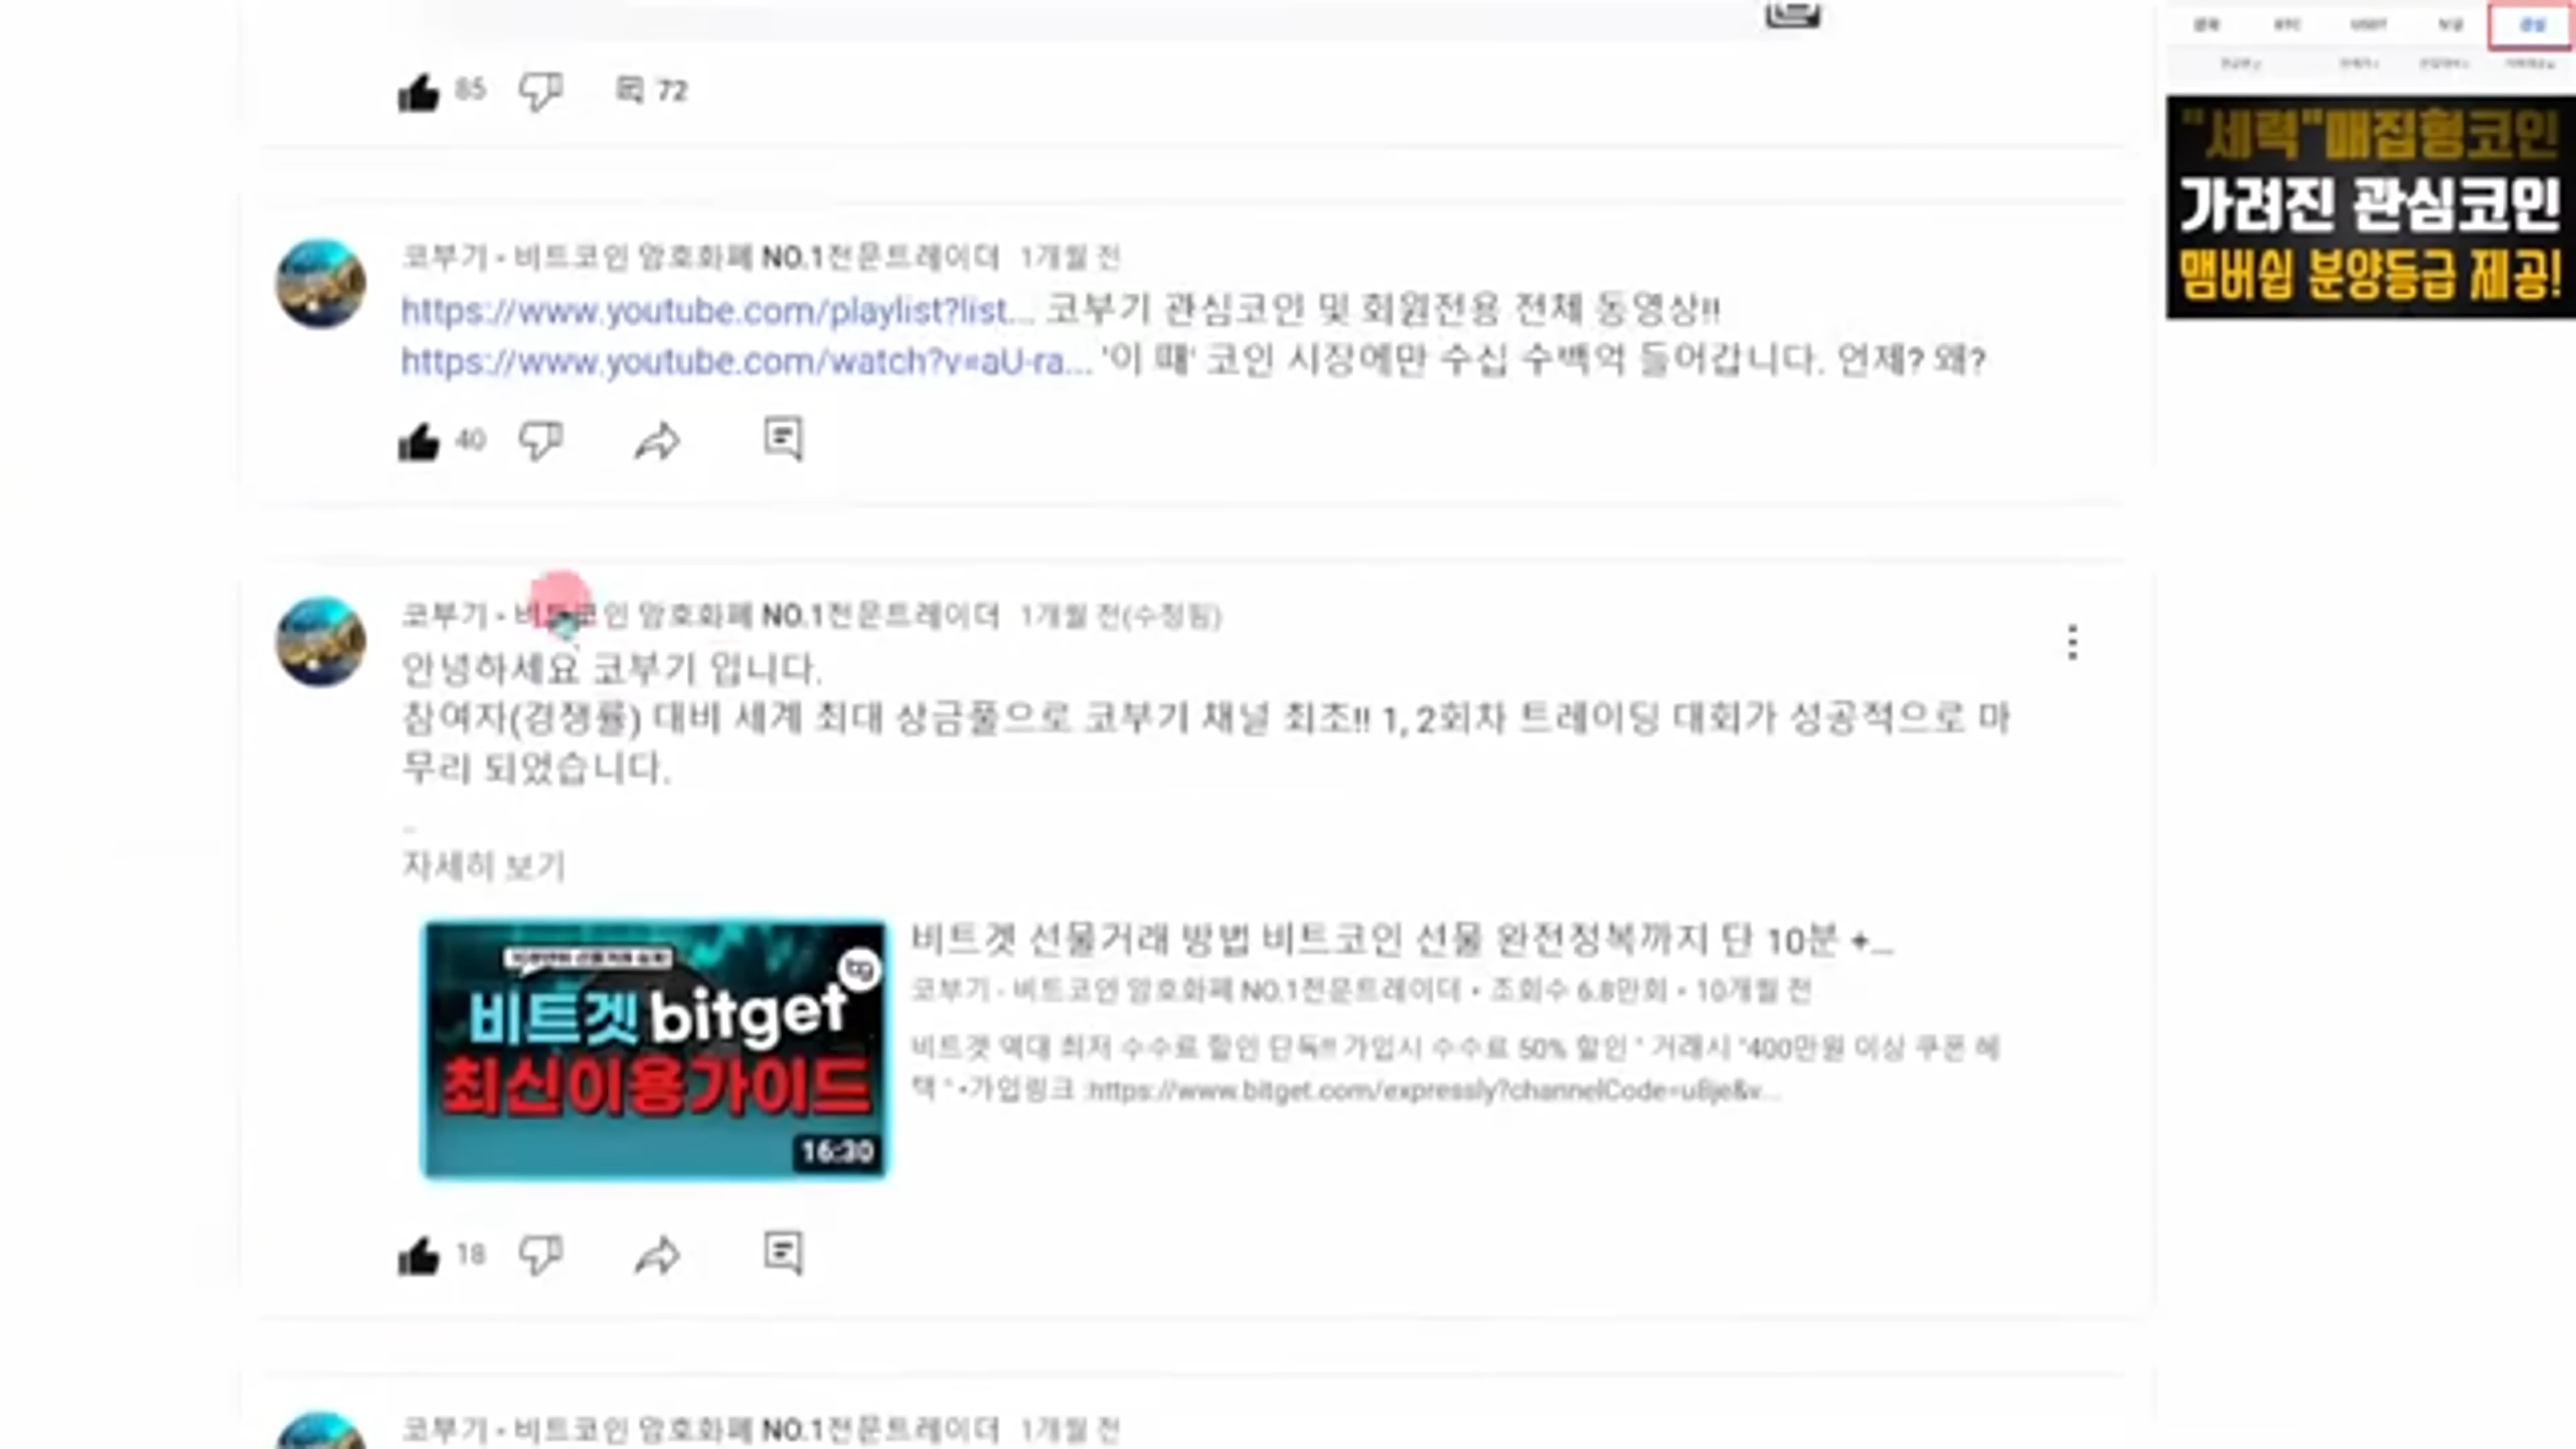 85 72
코부기 - 비트코인 암호화폐 NO.1전문트레이더 1개월 전
https://www.youtube.com/playlist?list... 코부기 관심코인 및 회원전용 전체 동영상!!
https://www.youtube.com/watch?v=aU-ra... '이 때' 코인 시장에만 수십 수백억 들어갑니다. 언제? 왜?
40
코부기 - 비트코인 암호화폐 NO.1전문트레이더 1개월 전(수정됨)
안녕하세요 코부기 입니다.
참여자(경쟁률) 대비 세계 최대 상금풀으로 코부기 채널 최초!! 1, 2회차 트레이딩 대회가 성공적으로 마
무리 되었습니다.
자세히 보기
비트겟 bitget
최신이용가이드
16:30
비트겟 선물거래 방법 비트코인 선물 완전정복까지 단 10분 +...
코부기 - 비트코인 암호화폐 NO.1전문트레이더 • 조회수 6.8만회 • 10개월 전
비트겟 역대 최저 수수료 할인 단독!! 가입시 수수료 50% 할인 " 거래시 "400만원 이상 쿠폰 혜
택 " •가입링크 :https://www.bitget.com/expressly?channelCode=u8je&v...
18
코부기 - 비트코인 암호화폐 NO.1전문트레이더 1개월 전
USDT 관심
"세력"매집형코인
가려진 관심코인
맴버쉽 분양등급 제공!